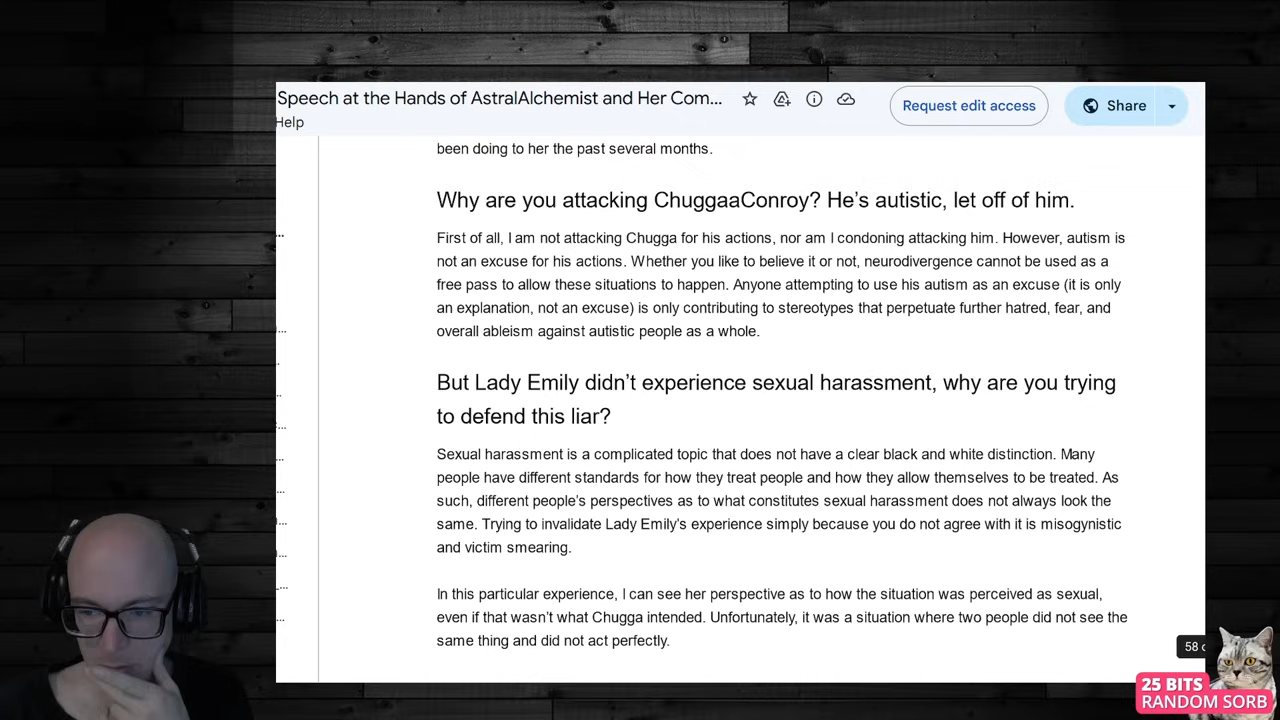 Speech at the Hands of AstralAlchemist and Her Com...
Request edit access
Share
Help
been doing to her the past several months.
Why are you attacking ChuggaaConroy? He's autistic, let off of him.
First of all, I am not attacking Chugga for his actions, nor am I condoning attacking him. However, autism is
not an excuse for his actions. Whether you like to believe it or not, neurodivergence cannot be used as a
free pass to allow these situations to happen. Anyone attempting to use his autism as an excuse (it is only
an explanation, not an excuse) is only contributing to stereotypes that perpetuate further hatred, fear, and
overall ableism against autistic people as a whole.
But Lady Emily didn't experience sexual harassment, why are you trying
to defend this liar?
Sexual harassment is a complicated topic that does not have a clear black and white distinction. Many
people have different standards for how they treat people and how they allow themselves to be treated. As
such, different people's perspectives as to what constitutes sexual harassment does not always look the
same. Trying to invalidate Lady Emily's experience simply because you do not agree with it is misogynistic
and victim smearing.
In this particular experience, I can see her perspective as to how the situation was perceived as sexual,
even if that wasn't what Chugga intended. Unfortunately, it was a situation where two people did not see the
same thing and did not act perfectly.
58
25 BITS
RANDOM SORB